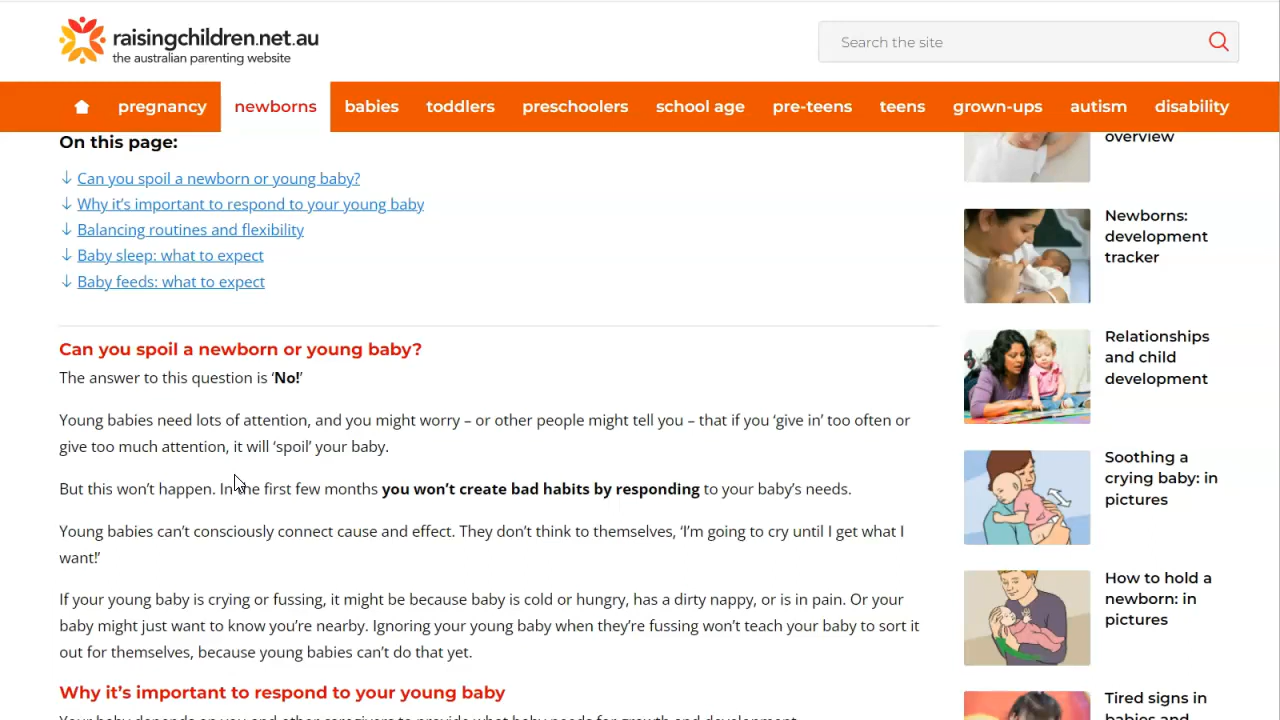 raisingchildren.net.au
the australian parenting website
Search the site
pregnancy newborns babies toddlers preschoolers school age pre-teens teens grown-ups autism disability
On this page:
↓ Can you spoil a newborn or young baby?
↓ Why it’s important to respond to your young baby
↓ Balancing routines and flexibility
↓ Baby sleep: what to expect
↓ Baby feeds: what to expect
Can you spoil a newborn or young baby?
The answer to this question is ‘No!’
Young babies need lots of attention, and you might worry – or other people might tell you – that if you ‘give in’ too often or
give too much attention, it will ‘spoil’ your baby.
But this won’t happen. In the first few months you won’t create bad habits by responding to your baby’s needs.
Young babies can’t consciously connect cause and effect. They don’t think to themselves, ‘I’m going to cry until I get what I
want!’
If your young baby is crying or fussing, it might be because baby is cold or hungry, has a dirty nappy, or is in pain. Or your
baby might just want to know you’re nearby. Ignoring your young baby when they’re fussing won’t teach your baby to sort it
out for themselves, because young babies can’t do that yet.
Why it’s important to respond to your young baby
Your baby depends on you and other caregivers to provide what baby needs for growth and development.
overview
Newborns:
development
tracker
Relationships
and child
development
Soothing a
crying baby: in
pictures
How to hold a
newborn: in
pictures
Tired signs in
babies and